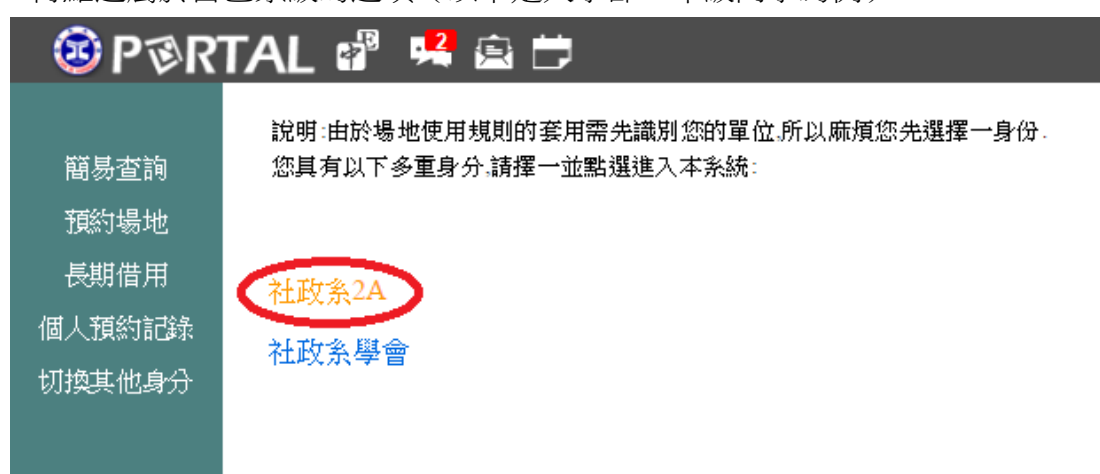 PORTAL 中E 2
說明:由於場地使用規則的套用需先識別您的單位,所以麻煩您先選擇一身份.
您具有以下多重身分,請擇一並點選進入本系統:
簡易查詢
預約場地
長期借用
個人預約記錄
切換其他身分
社政系2A
社政系學會